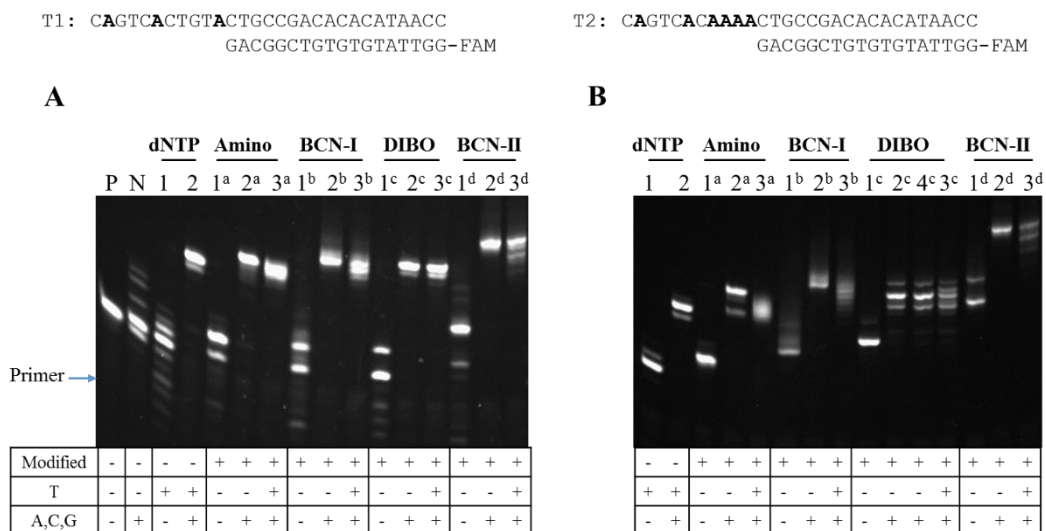 T1: CAGTCACTGTACTGCCGACACACATAACC T2: CAGTCACAAAACTGCCGACACACATAACC
GACGGCTGTGTGTATTGG-FAM GACGGCTGTGTGTATTGG-FAM
A B
dNTP Amino BCN-I DIBO BCN-II dNTP Amino BCN-I DIBO BCN-II
P N 1 2 1ᵃ 2ᵃ 3ᵃ 1ᵇ 2ᵇ 3ᵇ 1ᶜ 2ᶜ 3ᶜ 1ᵈ 2ᵈ 3ᵈ 1 2 1ᵃ 2ᵃ 3ᵃ 1ᵇ 2ᵇ 3ᵇ 1ᶜ 2ᶜ 4ᶜ 3ᶜ 1ᵈ 2ᵈ 3ᵈ
Primer
Modified - - - - + + + + + + + + + + + + - - + + + + + + + + + + + + +
T - - + + - - + - - + - - + - - + + + - - + - - + - - - + - - +
A,C,G - + - + - + + - + + - + + - + + - + - + + - + + - + + + - + +